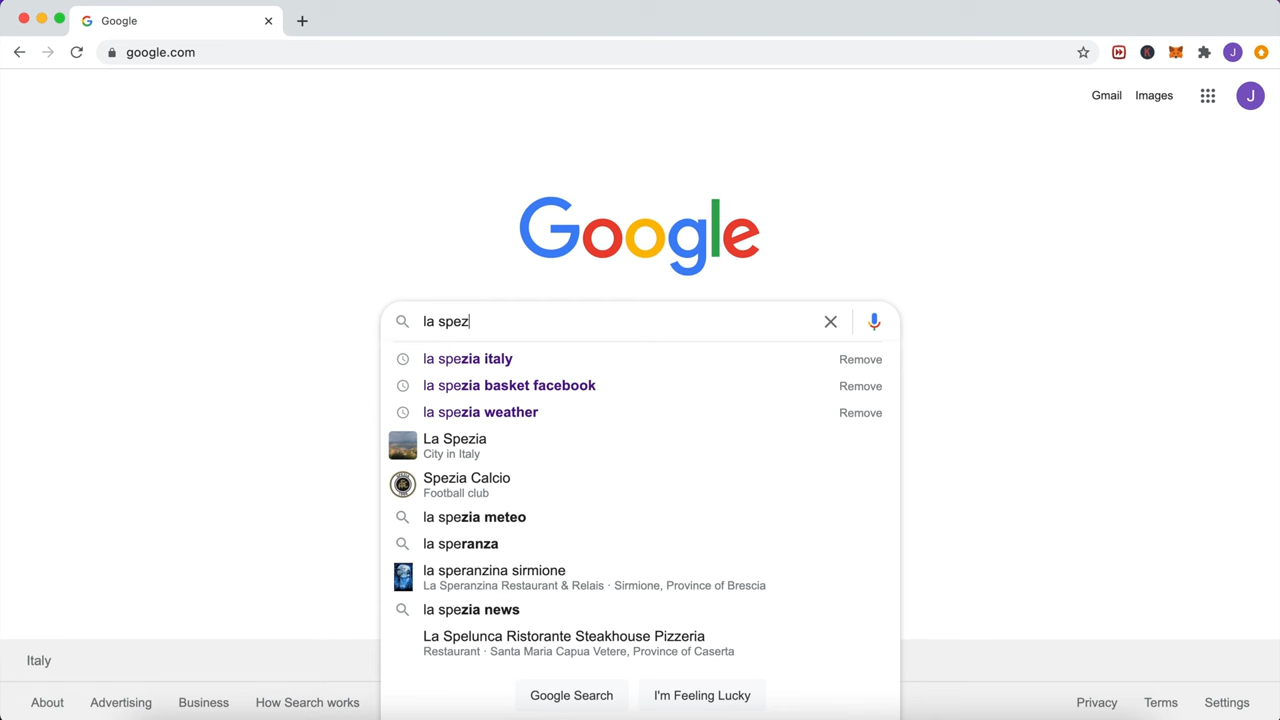 Google
google.com
Gmail Images J
Google
la spez
la spezia italy Remove
la spezia basket facebook Remove
la spezia weather Remove
La Spezia
City in Italy
Spezia Calcio
Football club
la spezia meteo
la speranza
la speranzina sirmione
La Speranzina Restaurant & Relais · Sirmione, Province of Brescia
la spezia news
La Spelunca Ristorante Steakhouse Pizzeria
Restaurant · Santa Maria Capua Vetere, Province of Caserta
Italy
Google Search I'm Feeling Lucky
About Advertising Business How Search works Privacy Terms Settings